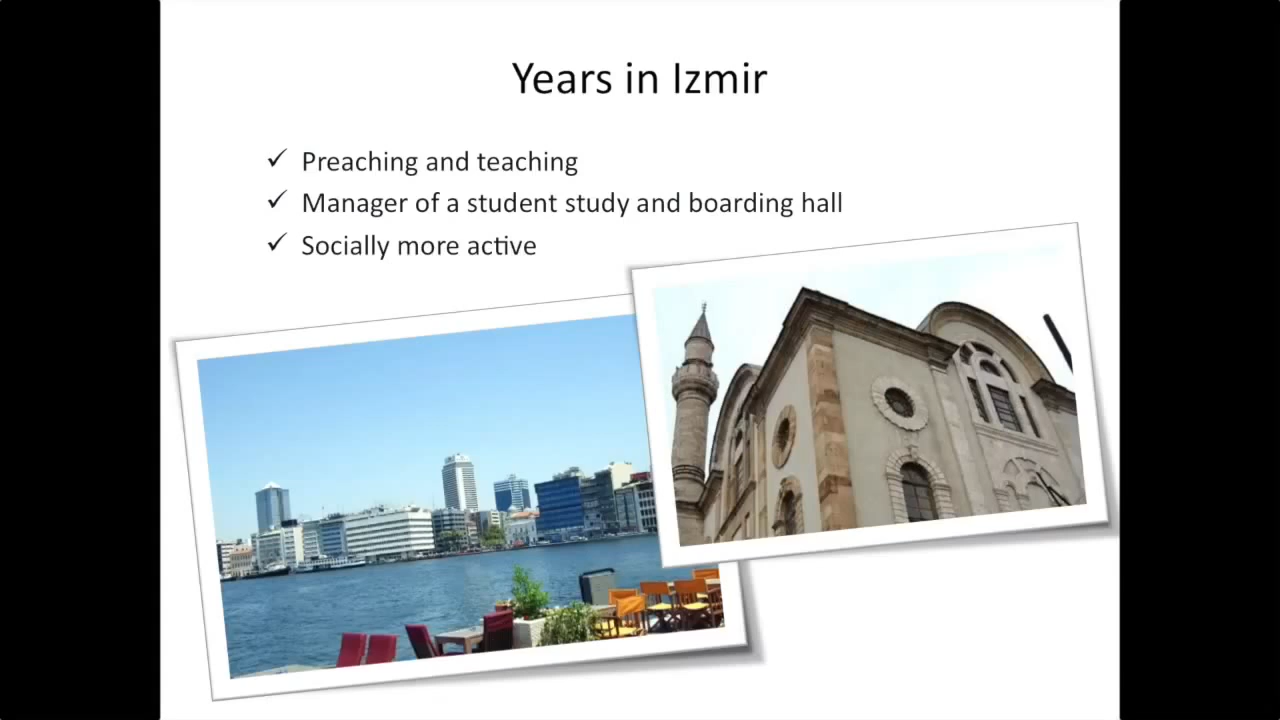 Years in Izmir
✓ Preaching and teaching
✓ Manager of a student study and boarding hall
✓ Socially more active